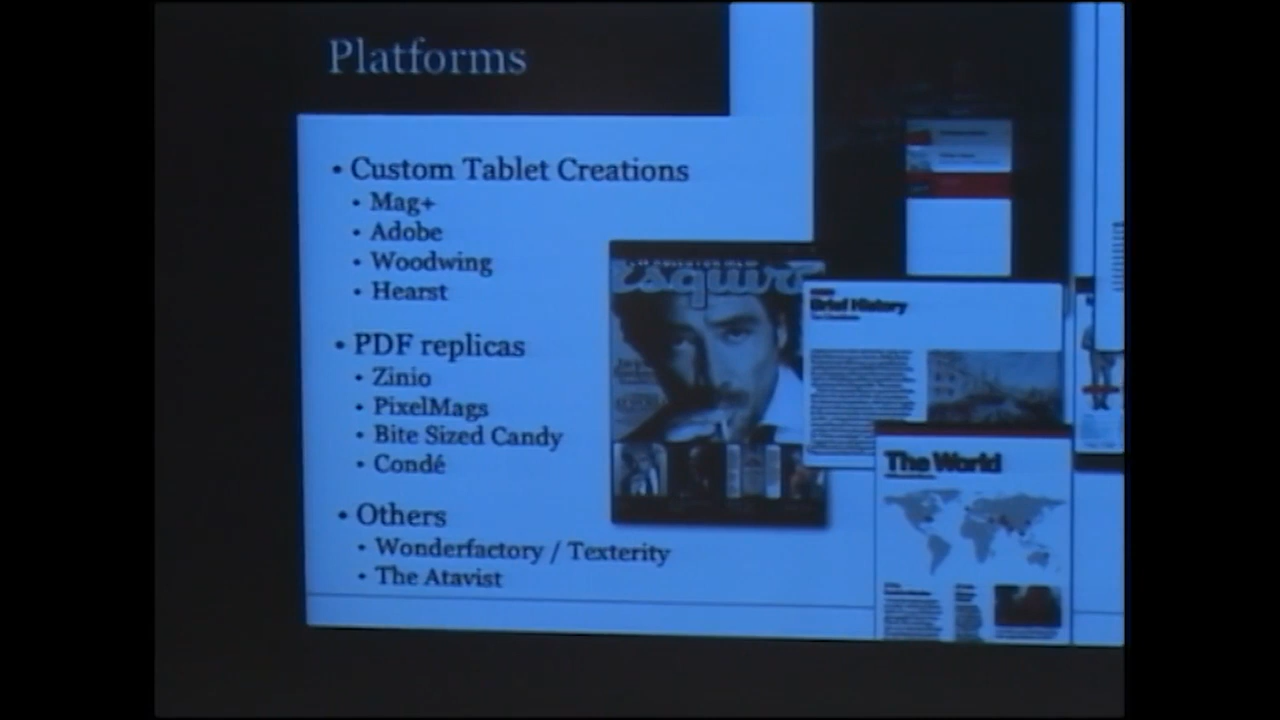 Platforms
• Custom Tablet Creations
• Mag+
• Adobe
• Woodwing
• Hearst
• PDF replicas
• Zinio
• PixelMags
• Bite Sized Candy
• Condé
• Others
• Wonderfactory / Texterity
• The Atavist
Esquire
Brief History
The World